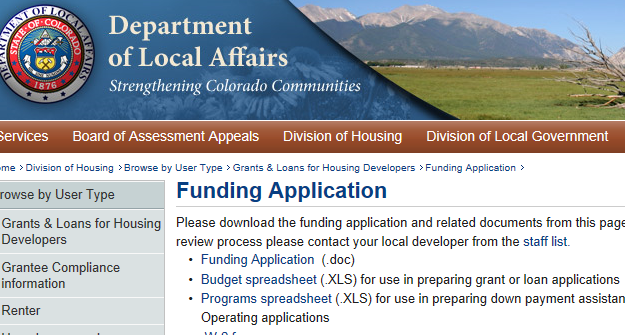 DEPARTMENT OF LOCAL AFFAIRS
STATE OF COLORADO
1876
Department
of Local Affairs
Strengthening Colorado Communities
Services Board of Assessment Appeals Division of Housing Division of Local Government
ome > Division of Housing > Browse by User Type > Grants & Loans for Housing Developers > Funding Application >
rowse by User Type
Grants & Loans for Housing
Developers
Grantee Compliance
information
Renter
Funding Application
Please download the funding application and related documents from this page
review process please contact your local developer from the staff list.
• Funding Application (.doc)
• Budget spreadsheet (.XLS) for use in preparing grant or loan applications
• Programs spreadsheet (.XLS) for use in preparing down payment assistan
Operating applications